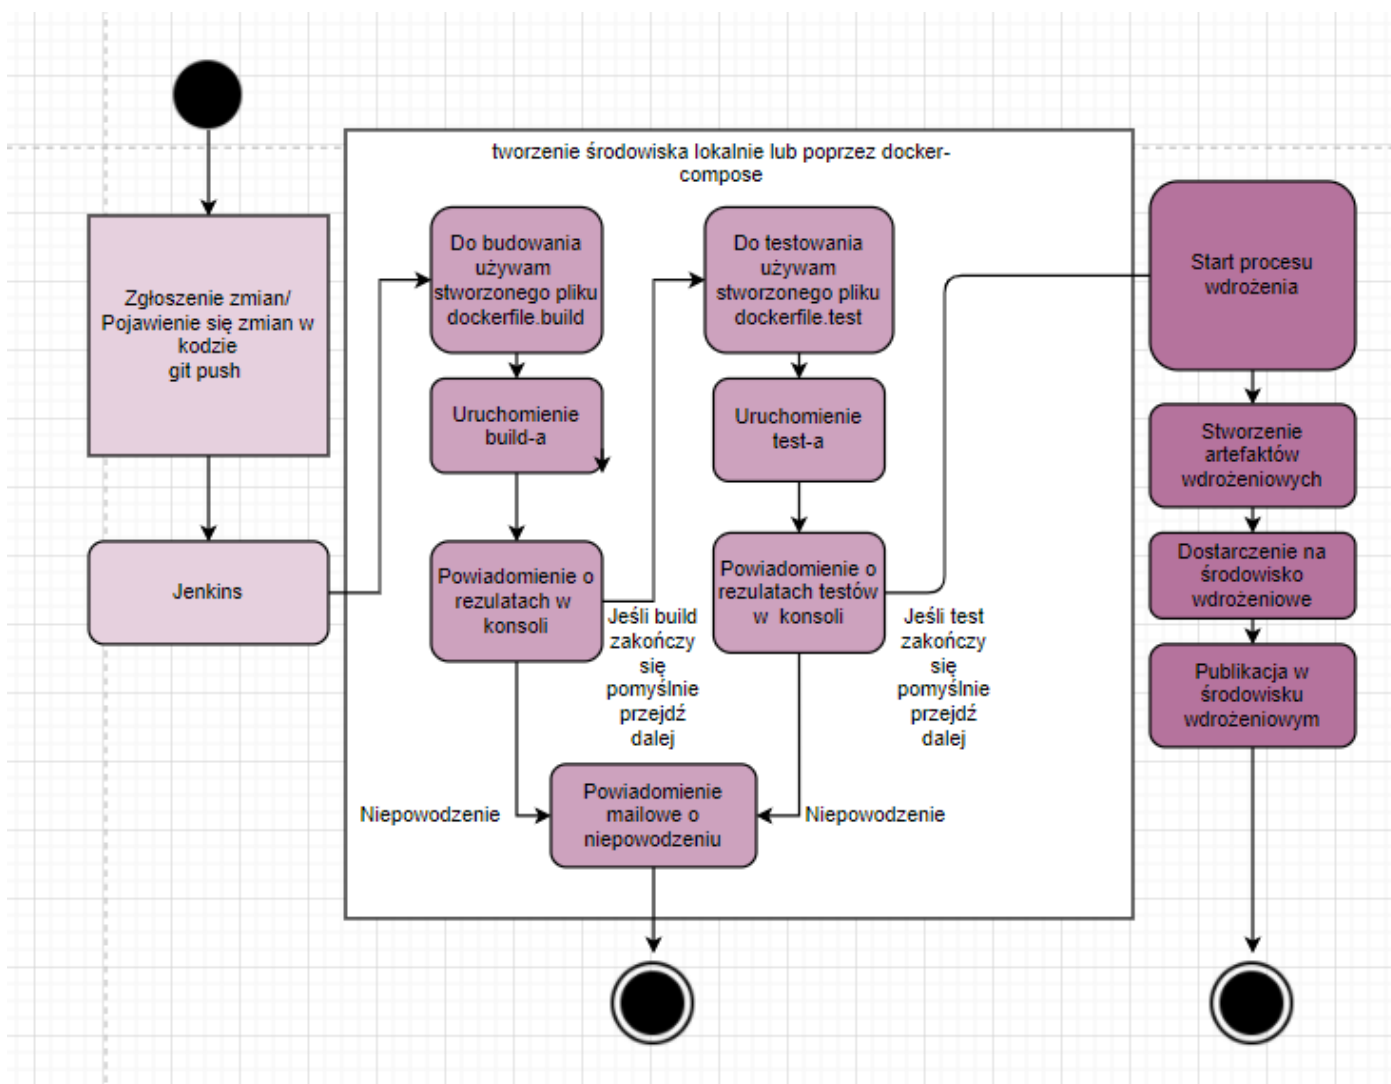 tworzenie środowiska lokalnie lub poprzez docker-
compose
Zgłoszenie zmian/
Pojawienie się zmian w
kodzie
git push
Jenkins
Do budowania
używam
stworzonego pliku
dockerfile.build
Uruchomienie
build-a
Powiadomienie o
rezulatach w
konsoli
Jeśli build
zakończy
się
pomyślnie
przejdź
dalej
Do testowania
używam
stworzonego pliku
dockerfile.test
Uruchomienie
test-a
Powiadomienie o
rezulatach testów
w konsoli
Jeśli test
zakończy
się
pomyślnie
przejdź
dalej
Niepowodzenie
Powiadomienie
mailowe o
niepowodzeniu
Niepowodzenie
Start procesu
wdrożenia
Stworzenie
artefaktów
wdrożeniowych
Dostarczenie na
środowisko
wdrożeniowe
Publikacja w
środowisku
wdrożeniowym